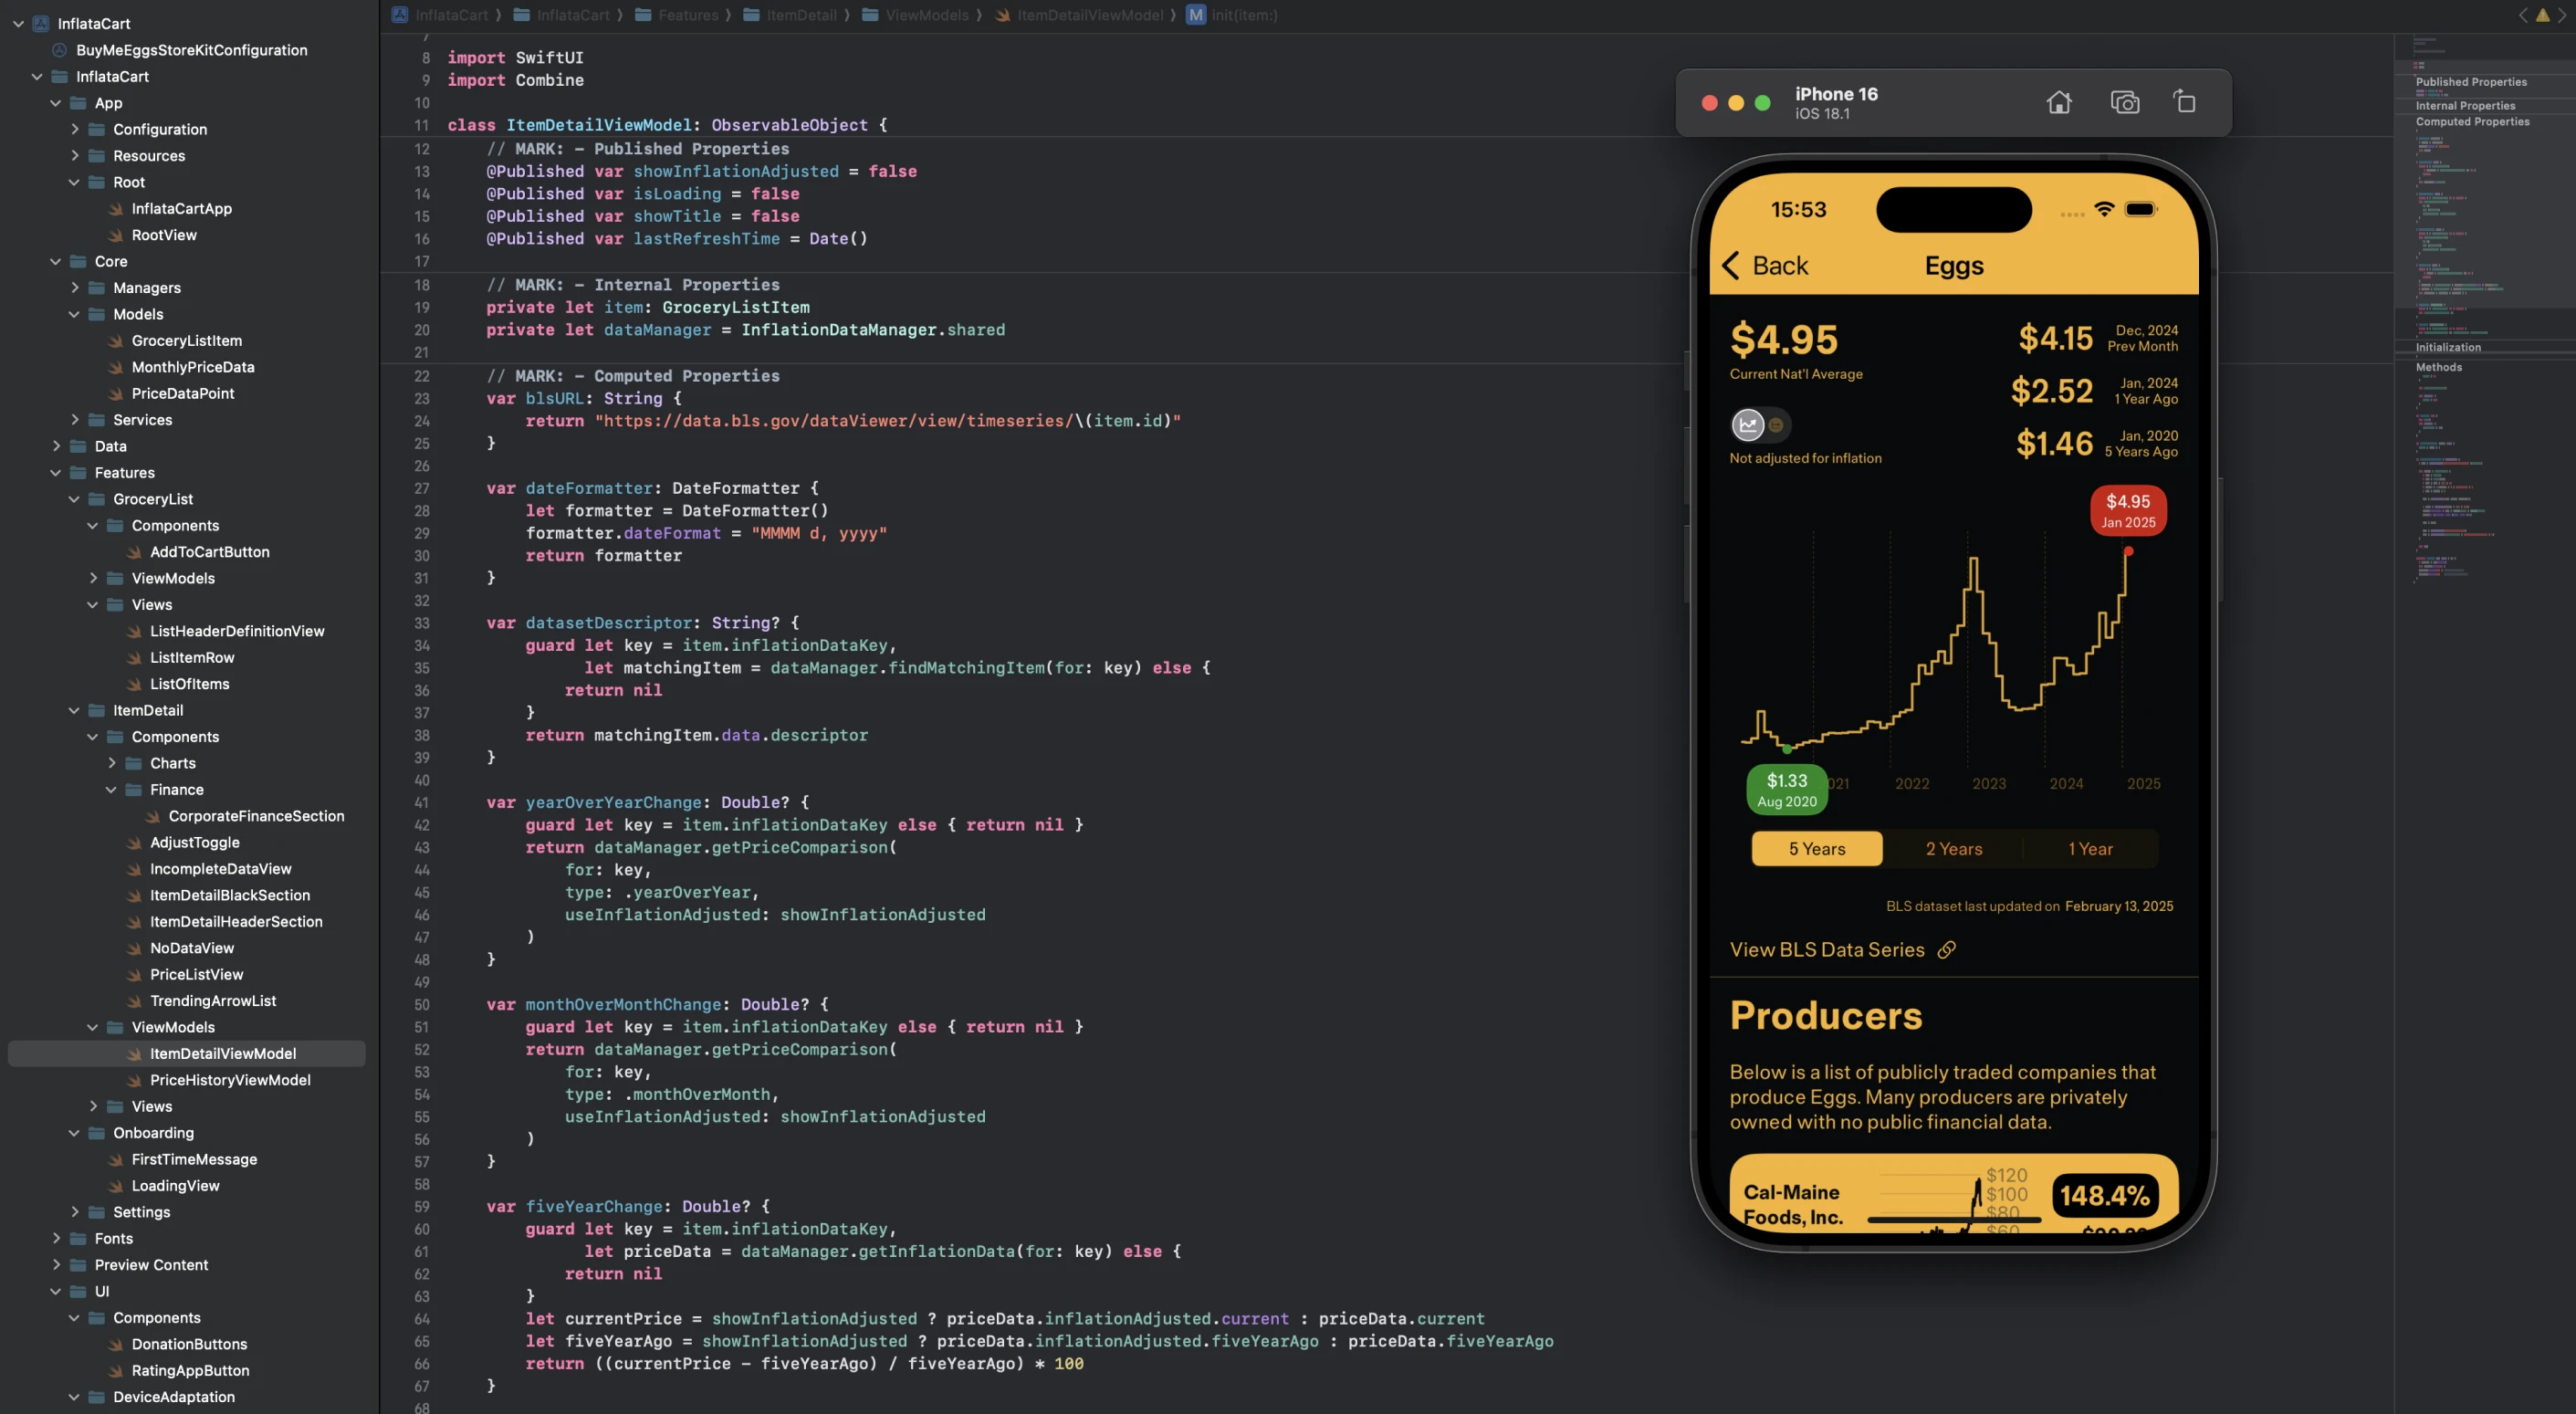 InflataCart
BuyMeEggsStoreKitConfiguration
InflataCart
App
Configuration
Resources
Root
InflataCartApp
RootView
Core
Managers
Models
GroceryListItem
MonthlyPriceData
PriceDataPoint
Services
Data
Features
GroceryList
Components
AddToCartButton
ViewModels
Views
ListHeaderDefinitionView
ListItemRow
ListOfItems
ItemDetail
Components
Charts
Finance
CorporateFinanceSection
AdjustToggle
IncompleteDataView
ItemDetailBlackSection
ItemDetailHeaderSection
NoDataView
PriceListView
TrendingArrowList
ViewModels
ItemDetailViewModel
PriceHistoryViewModel
Views
Onboarding
FirstTimeMessage
LoadingView
Settings
Fonts
Preview Content
UI
Components
DonationButtons
RatingAppButton
DeviceAdaptation
InflataCart 〉 InflataCart 〉 Features 〉 ItemDetail 〉 ViewModels 〉 ItemDetailViewModel 〉 M init(item:)
7
8 import SwiftUI
9 import Combine
10
11 class ItemDetailViewModel: ObservableObject {
12 // MARK: – Published Properties
13 @Published var showInflationAdjusted = false
14 @Published var isLoading = false
15 @Published var showTitle = false
16 @Published var lastRefreshTime = Date()
17
18 // MARK: – Internal Properties
19 private let item: GroceryListItem
20 private let dataManager = InflationDataManager.shared
21
22 // MARK: – Computed Properties
23 var blsURL: String {
24 return "https://data.bls.gov/dataViewer/view/timeseries/\(item.id)"
25 }
26
27 var dateFormatter: DateFormatter {
28 let formatter = DateFormatter()
29 formatter.dateFormat = "MMMM d, yyyy"
30 return formatter
31 }
32
33 var datasetDescriptor: String? {
34 guard let key = item.inflationDataKey,
35 let matchingItem = dataManager.findMatchingItem(for: key) else {
36 return nil
37 }
38 return matchingItem.data.descriptor
39 }
40
41 var yearOverYearChange: Double? {
42 guard let key = item.inflationDataKey else { return nil }
43 return dataManager.getPriceComparison(
44 for: key,
45 type: .yearOverYear,
46 useInflationAdjusted: showInflationAdjusted
47 )
48 }
49
50 var monthOverMonthChange: Double? {
51 guard let key = item.inflationDataKey else { return nil }
52 return dataManager.getPriceComparison(
53 for: key,
54 type: .monthOverMonth,
55 useInflationAdjusted: showInflationAdjusted
56 )
57 }
58
59 var fiveYearChange: Double? {
60 guard let key = item.inflationDataKey,
61 let priceData = dataManager.getInflationData(for: key) else {
62 return nil
63 }
64 let currentPrice = showInflationAdjusted ? priceData.inflationAdjusted.current : priceData.current
65 let fiveYearAgo = showInflationAdjusted ? priceData.inflationAdjusted.fiveYearAgo : priceData.fiveYearAgo
66 return ((currentPrice – fiveYearAgo) / fiveYearAgo) * 100
67 }
68
iPhone 16
iOS 18.1
15:53
Back
Eggs
$4.95
Current Nat'l Average
Not adjusted for inflation
$4.15 Dec, 2024
Prev Month
$2.52 Jan, 2024
1 Year Ago
$1.46 Jan, 2020
5 Years Ago
$4.95
Jan 2025
$1.33
Aug 2020
021 2022 2023 2024 2025
5 Years 2 Years 1 Year
BLS dataset last updated on February 13, 2025
View BLS Data Series
Producers
Below is a list of publicly traded companies that
produce Eggs. Many producers are privately
owned with no public financial data.
Cal-Maine
Foods, Inc.
$120
$100
$80
$60
148.4%
Published Properties
Internal Properties
Computed Properties
Initialization
Methods